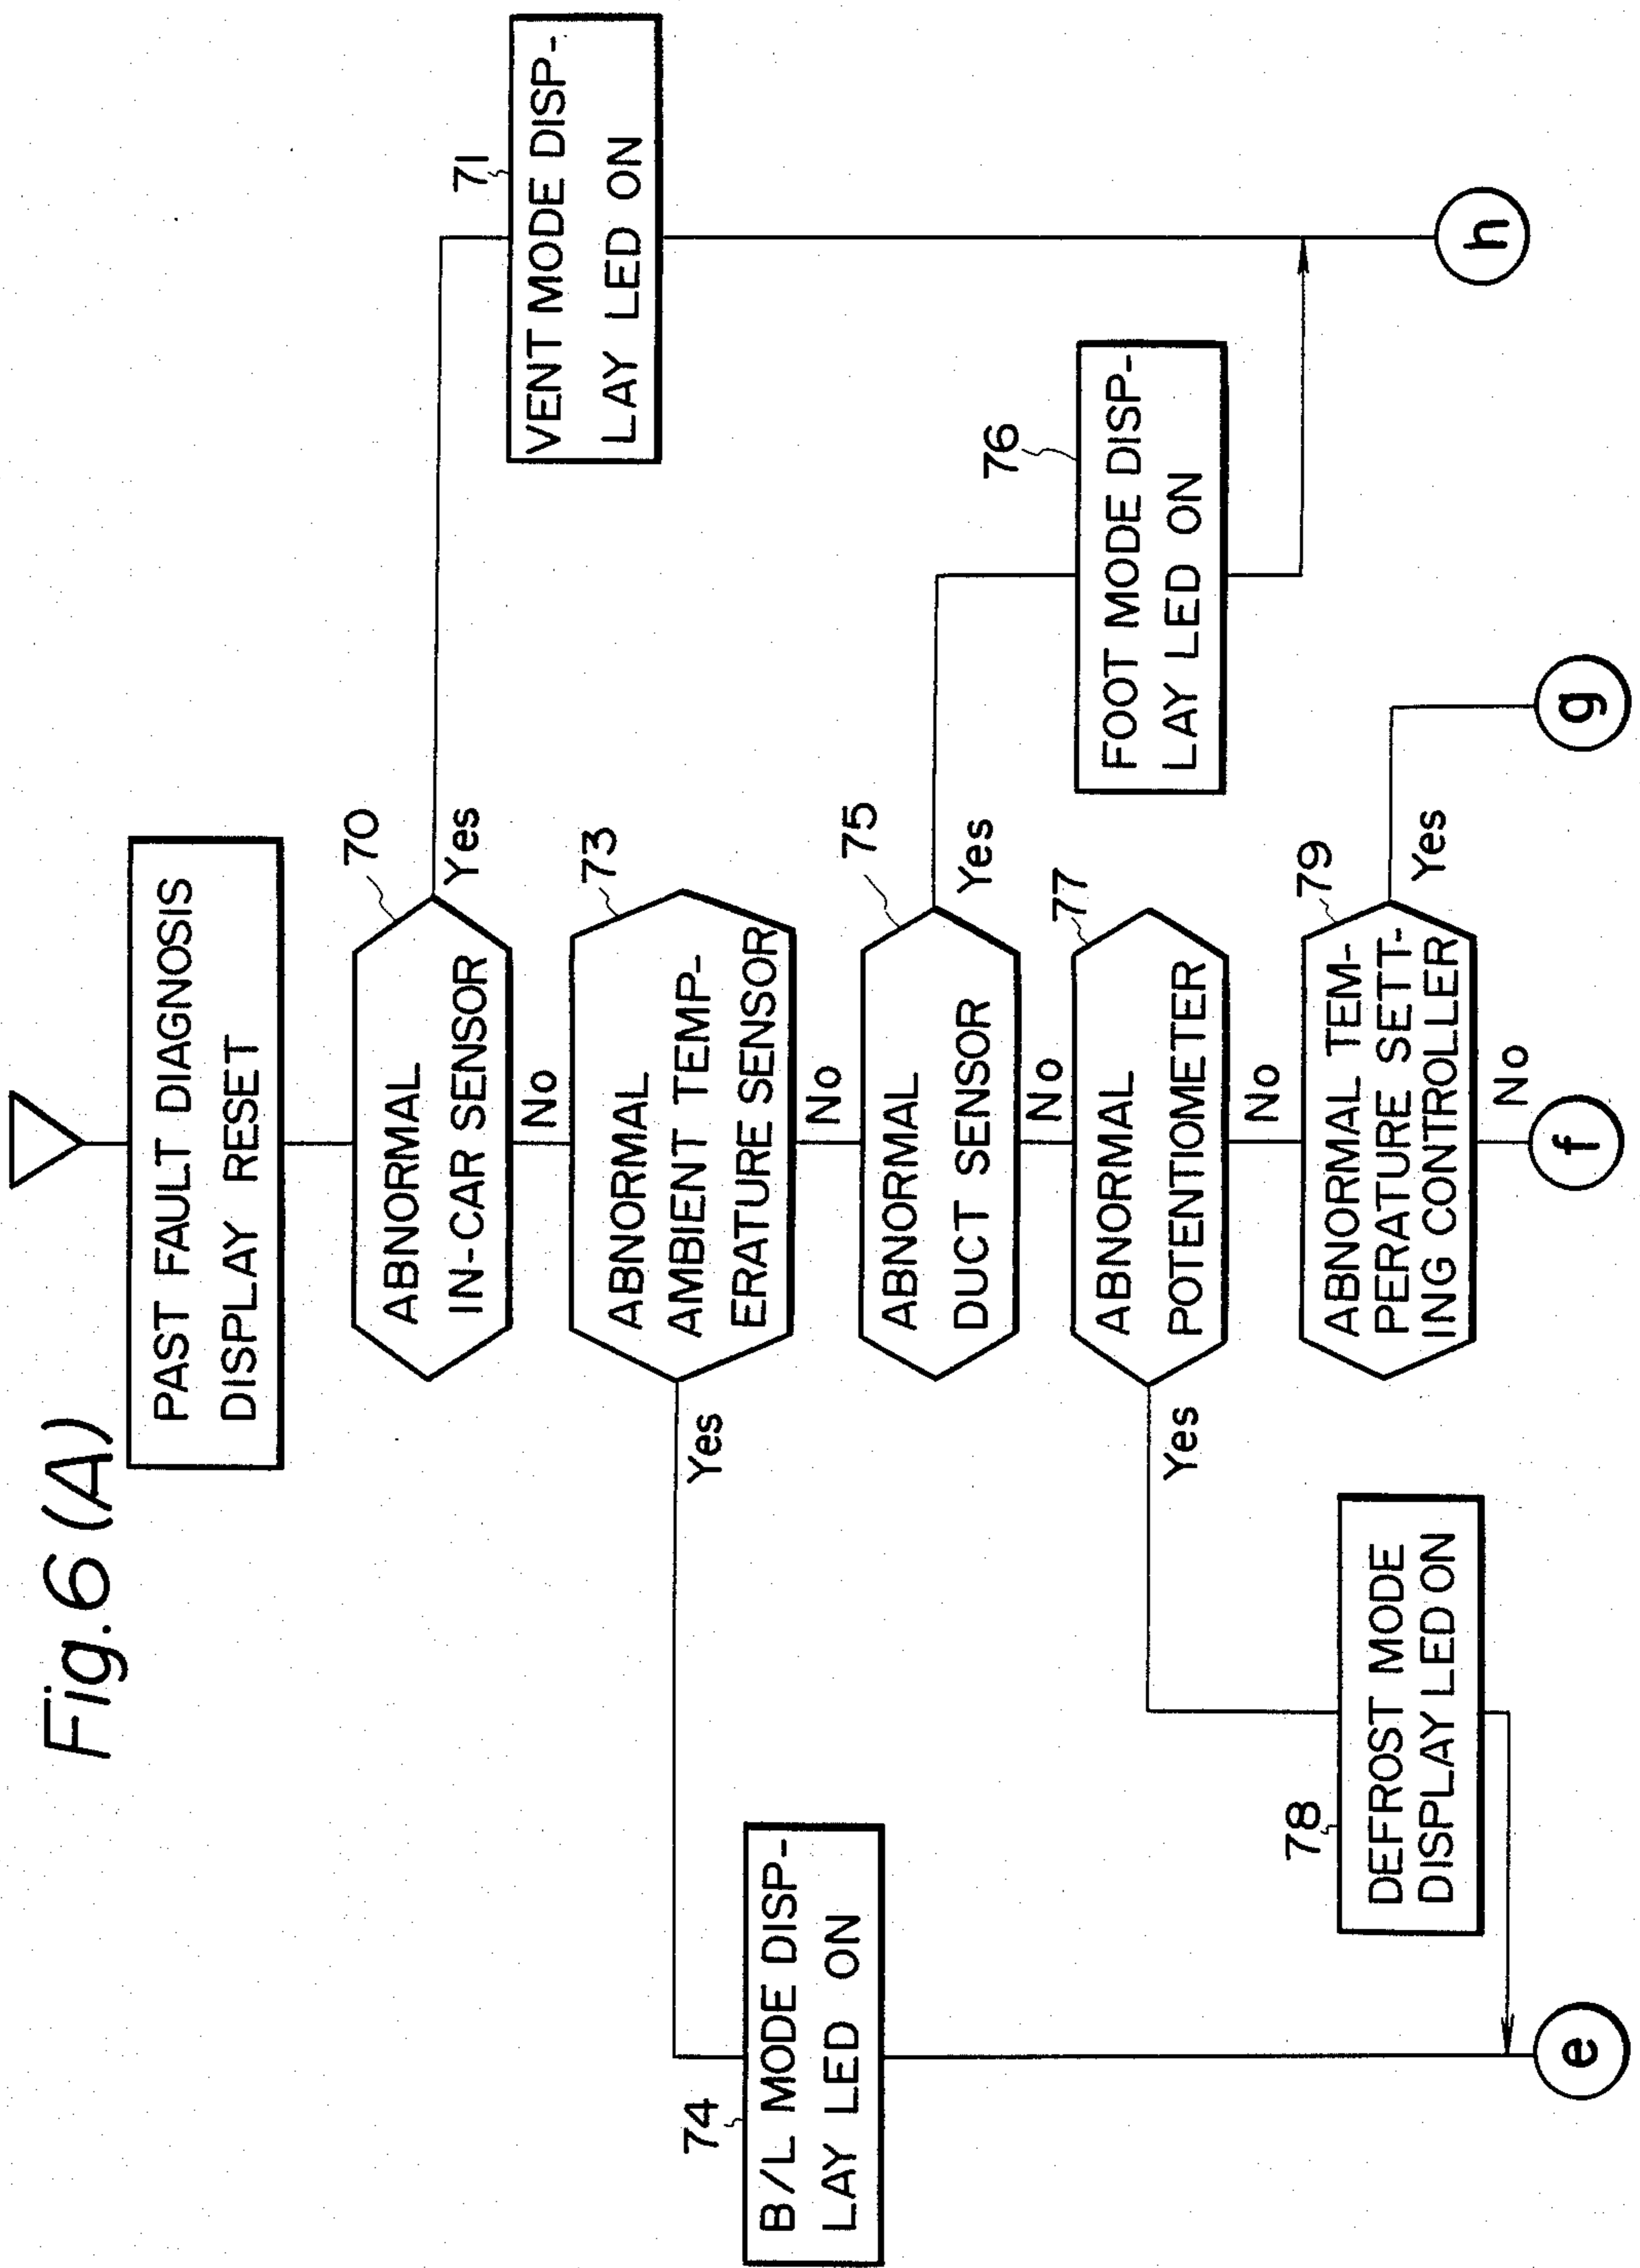 Fig. 6 (A)
PAST FAULT DIAGNOSIS
DISPLAY RESET
70
ABNORMAL
IN-CAR SENSOR
Yes
No
71
VENT MODE DISP-
LAY LED ON
73
ABNORMAL
AMBIENT TEMP-
ERATURE SENSOR
Yes
No
74
B/L MODE DISP-
LAY LED ON
75
ABNORMAL
DUCT SENSOR
Yes
No
76
FOOT MODE DISP-
LAY LED ON
77
ABNORMAL
POTENTIOMETER
Yes
No
78
DEFROST MODE
DISPLAY LED ON
79
ABNORMAL TEM-
PERATURE SETT-
ING CONTROLLER
Yes
No
e
f
g
h